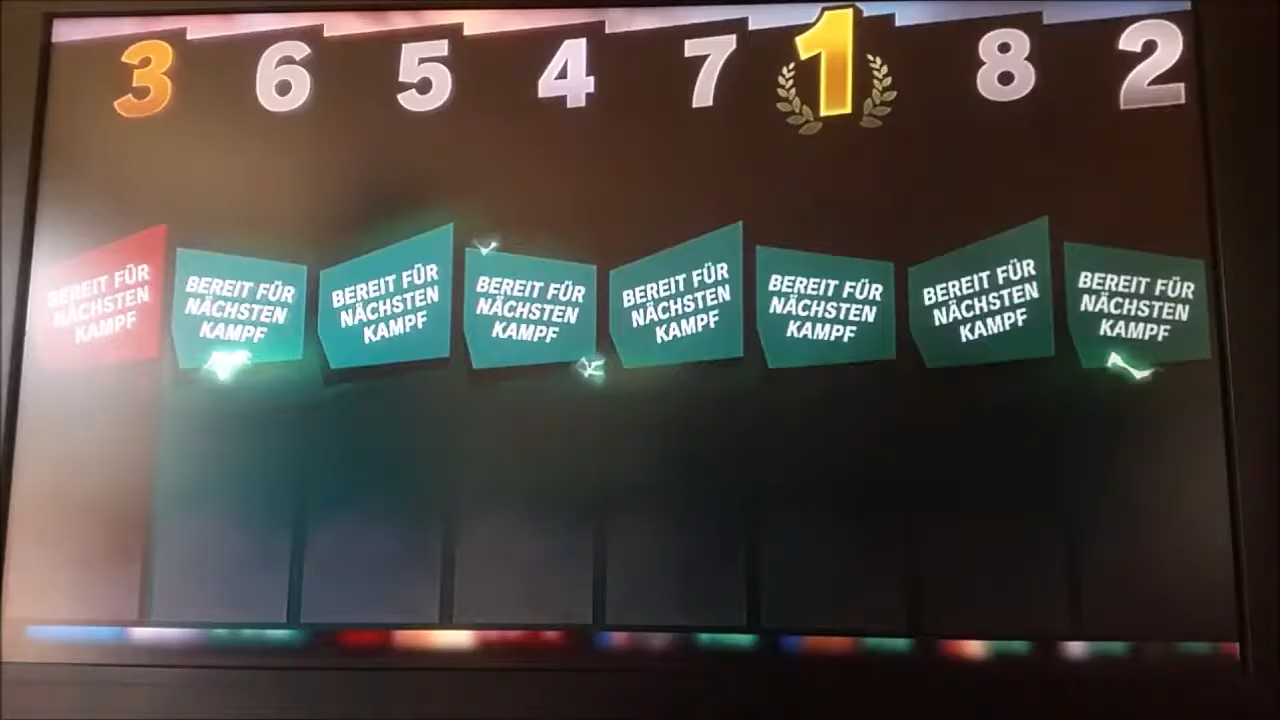 3 6 5 4 7 1 8 2
BEREIT FÜR
NÄCHSTEN
KAMPF
BEREIT FÜR
NÄCHSTEN
KAMPF
BEREIT FÜR
NÄCHSTEN
KAMPF
BEREIT FÜR
NÄCHSTEN
KAMPF
BEREIT FÜR
NÄCHSTEN
KAMPF
BEREIT FÜR
NÄCHSTEN
KAMPF
BEREIT FÜR
NÄCHSTEN
KAMPF
BEREIT FÜR
NÄCHSTEN
KAMPF